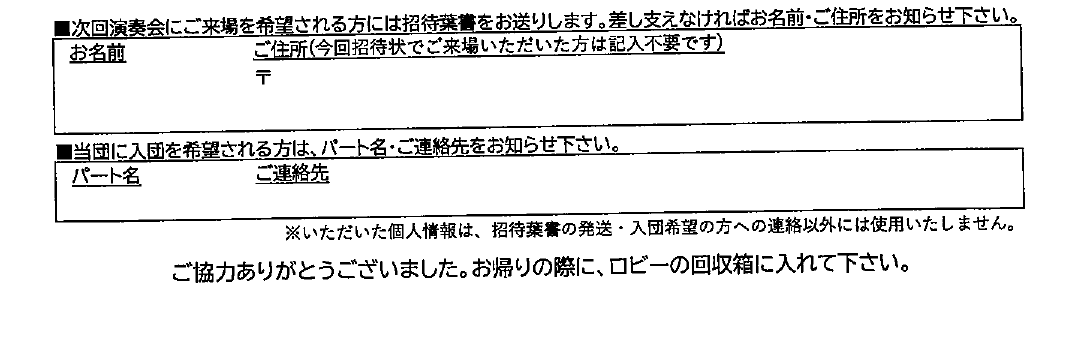 ■次回演奏会にご来場を希望される方には招待葉書をお送りします。差し支えなければお名前・ご住所をお知らせ下さい。
お名前 ご住所(今回招待状でご来場いただいた方は記入不要です)
〒
■当団に入団を希望される方は、パート名・ご連絡先をお知らせ下さい。
パート名 ご連絡先
※いただいた個人情報は、招待葉書の発送・入団希望の方への連絡以外には使用いたしません。
ご協力ありがとうございました。お帰りの際に、ロビーの回収箱に入れて下さい。